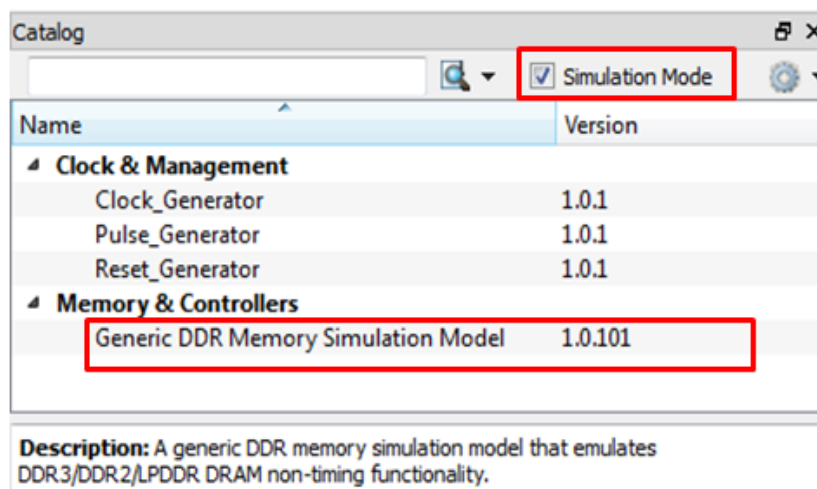 Catalog
Simulation Mode
Name Version
Clock & Management
Clock_Generator 1.0.1
Pulse_Generator 1.0.1
Reset_Generator 1.0.1
Memory & Controllers
Generic DDR Memory Simulation Model 1.0.101
Description: A generic DDR memory simulation model that emulates
DDR3/DDR2/LPDDR DRAM non-timing functionality.